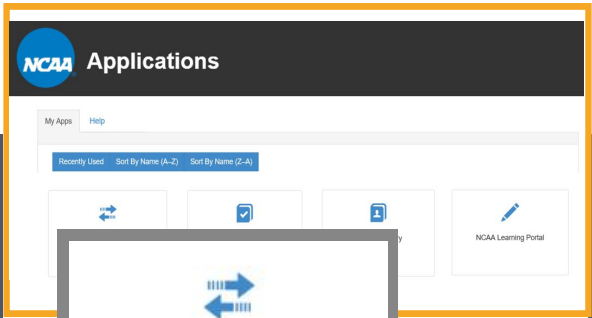 NCAA
Applications
My Apps Help
Recently Used Sort By Name (A–Z) Sort By Name (Z–A)
NCAA Learning Portal